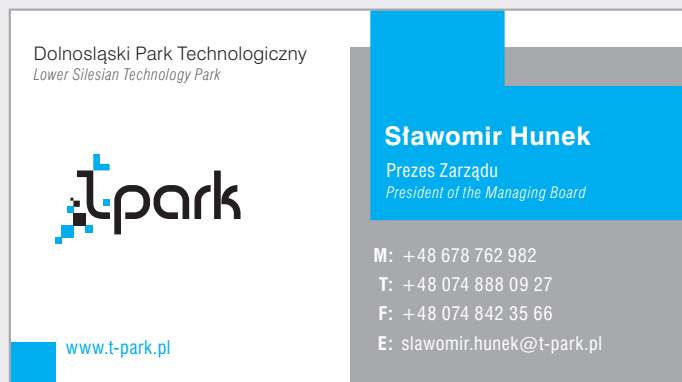 Dolnosląski Park Technologiczny
Lower Silesian Technology Park
t-park
www.t-park.pl
Sławomir Hunek
Prezes Zarządu
President of the Managing Board
M: +48 678 762 982
T: +48 074 888 09 27
F: +48 074 842 35 66
E: slawomir.hunek@t-park.pl